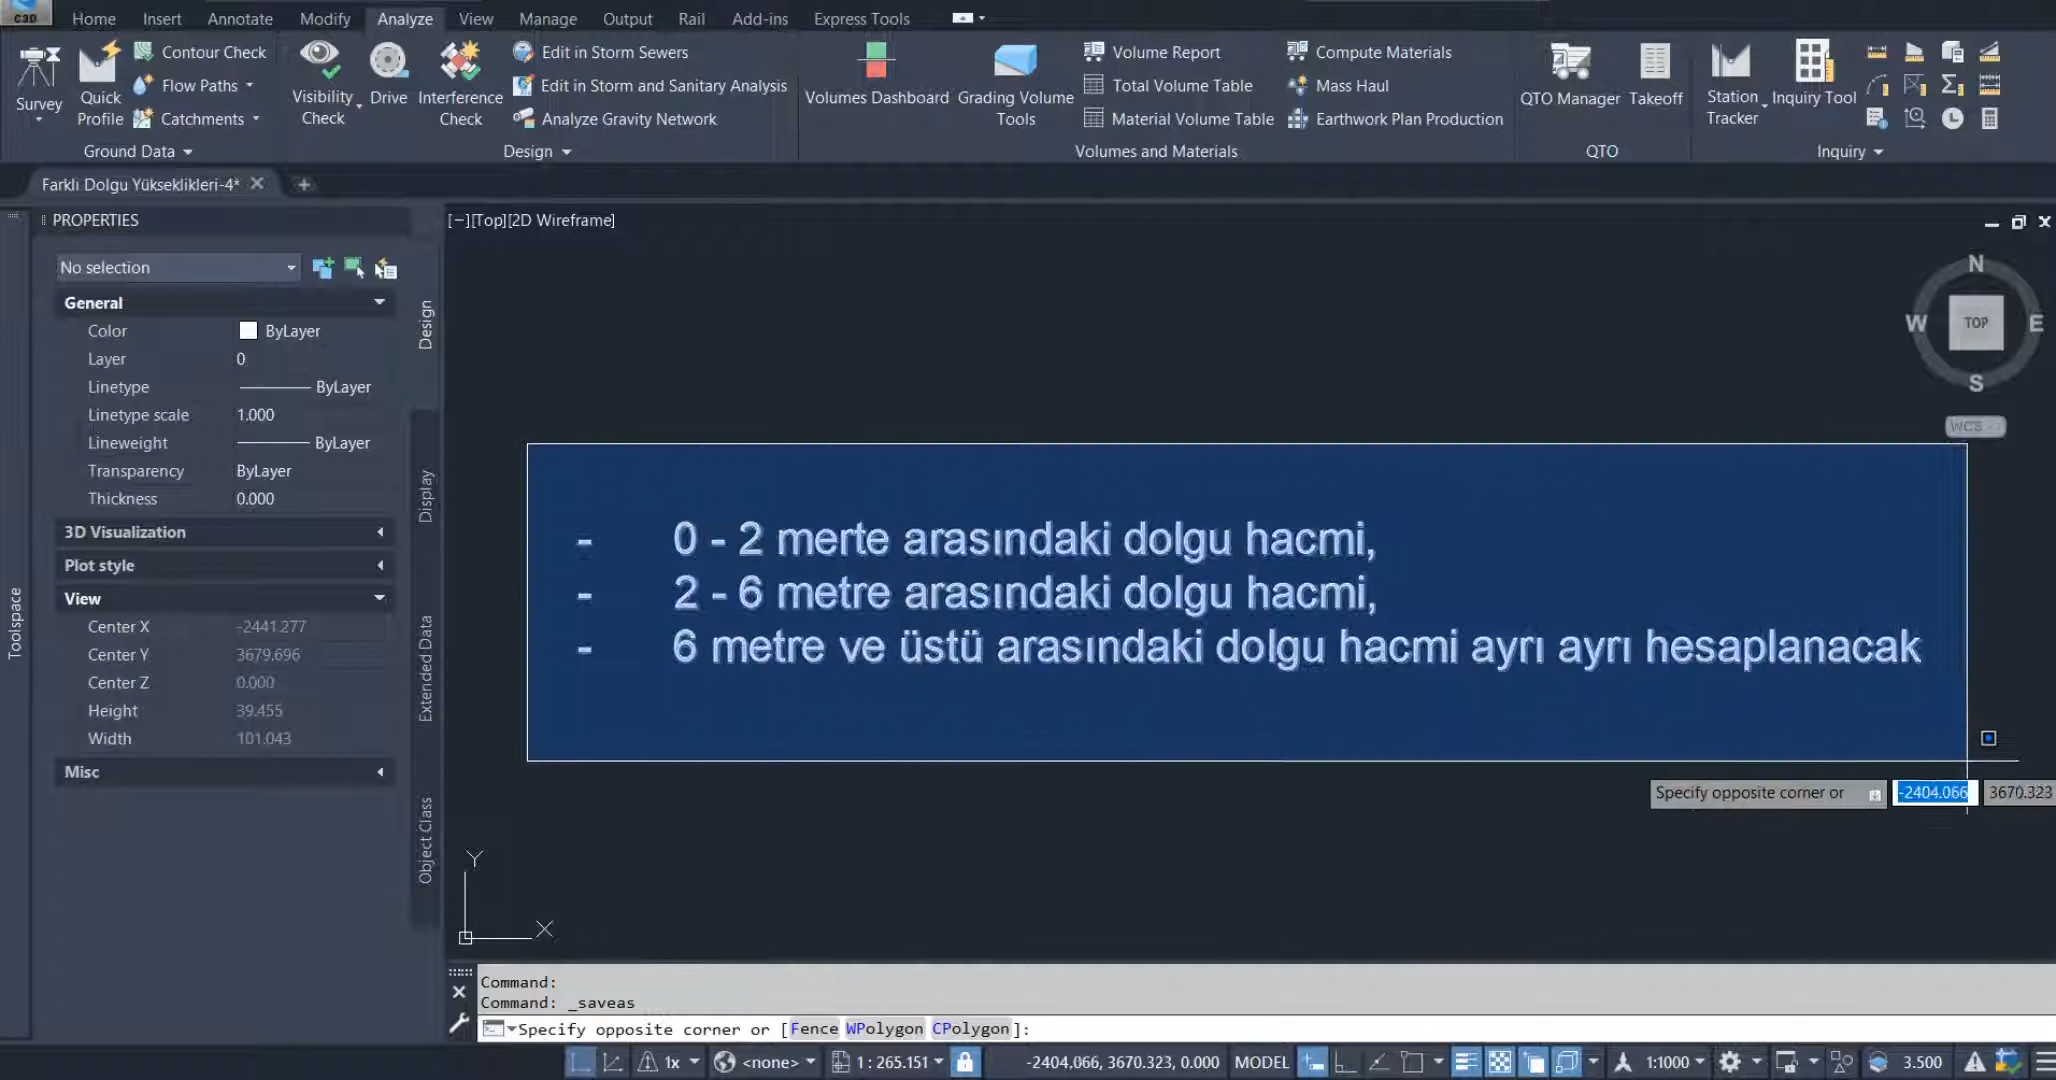 C3D
Home Insert Annotate Modify Analyze View Manage Output Rail Add-ins Express Tools
Survey
Quick Profile
Contour Check
Flow Paths
Catchments
Ground Data
Visibility Check
Drive
Interference Check
Edit in Storm Sewers
Edit in Storm and Sanitary Analysis
Analyze Gravity Network
Design
Volumes Dashboard
Grading Volume Tools
Volume Report
Total Volume Table
Material Volume Table
Compute Materials
Mass Haul
Earthwork Plan Production
Volumes and Materials
QTO Manager
Takeoff
QTO
Station Tracker
Inquiry Tool
Inquiry
Farklı Dolgu Yükseklikleri-4*
PROPERTIES
No selection
General
Color ByLayer
Layer 0
Linetype ByLayer
Linetype scale 1.000
Lineweight ByLayer
Transparency ByLayer
Thickness 0.000
3D Visualization
Plot style
View
Center X -2441.277
Center Y 3679.696
Center Z 0.000
Height 39.455
Width 101.043
Misc
Toolspace
Design
Display
Extended Data
Object Class
[−][Top][2D Wireframe]
N
W TOP E
S
WCS
- 0 - 2 merte arasındaki dolgu hacmi,
- 2 - 6 metre arasındaki dolgu hacmi,
- 6 metre ve üstü arasındaki dolgu hacmi ayrı ayrı hesaplanacak
Specify opposite corner or -2404.066 3670.323
Y
X
Command:
Command: _saveas
Specify opposite corner or [Fence WPolygon CPolygon]:
1x <none> 1 : 265.151 -2404.066, 3670.323, 0.000 MODEL 1:1000 3.500